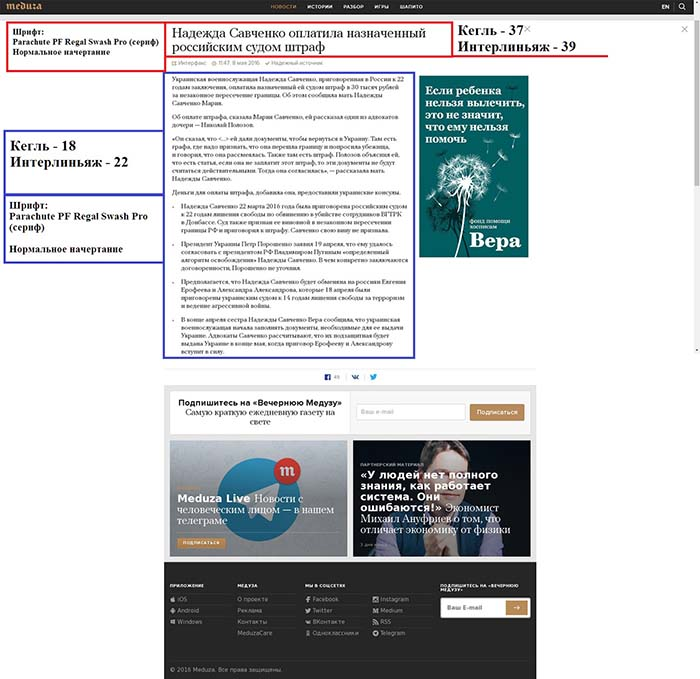 meduza
НОВОСТИ ИСТОРИИ РАЗБОР ИГРЫ ШАПИТО
EN
Шрифт:
Parachute PF Regal Swash Pro (сериф)
Нормальное начертание
Надежда Савченко оплатила назначенный
российским судом штраф
Кегль - 37
Интерлиньяж - 39
Интерфакс 11:47, 8 мая 2016 Надежный источник
Украинская военнослужащая Надежда Савченко, приговоренная в России к 22
годам заключения, оплатила назначенный ей судом штраф в 30 тысяч рублей
за незаконное пересечение границы. Об этом сообщила мать Надежды
Савченко Мария.
Об оплате штрафа, сказала Мария Савченко, ей рассказал один из адвокатов
дочери — Николай Полозов.
«Он сказал, что <...> ей дали документы, чтобы вернуться в Украину. Там есть
графа, где надо признать, что она перешла границу и попросила убежища,
и говорил, что она рассмеялась. Также там есть штраф. Полозов объяснял ей,
что есть статья, если она не заплатит этот штраф, то эти документы не будут
считаться действительными. Тогда она согласилась», — рассказала мать
Надежды Савченко.
Деньги для оплаты штрафа, добавила она, предоставили украинские консулы.
Надежда Савченко 22 марта 2016 года была приговорена российским судом
к 22 годам лишения свободы по обвинению в убийстве сотрудников ВГТРК
в Донбассе. Суд также признал ее виновной в незаконном пересечении
границы РФ и приговорил к штрафу. Савченко свою вину не признала.
Президент Украины Петр Порошенко заявил 19 апреля, что ему удалось
согласовать с президентом РФ Владимиром Путиным «определенный
алгоритм освобождения» Надежды Савченко. В чем конкретно заключаются
договоренности, Порошенко не уточнил.
Предполагается, что Надежда Савченко будет обменяна на россиян Евгения
Ерофеева и Александра Александрова, которые 18 апреля были
приговорены украинским судом к 14 годам лишения свободы за терроризм
и ведение агрессивной войны.
В конце апреля сестра Надежды Савченко Вера сообщила, что украинская
военнослужащая начала заполнять документы, необходимые для ее выдачи
Украине. Адвокаты Савченко рассчитывают, что их подзащитная будет
выдана Украине в конце мая, когда приговор Ерофееву и Александрову
вступит в силу.
Кегль - 18
Интерлиньяж - 22
Шрифт:
Parachute PF Regal Swash Pro
(сериф)
Нормальное начертание
Если ребенка
нельзя вылечить,
это не значит,
что ему нельзя
помочь
фонд помощи
хосписам
Вера
49
Подпишитесь на «Вечернюю Медузу»
Самую краткую ежедневную газету на
свете
Ваш e-mail
Подписаться
Meduza Live Новости с
человеческим лицом — в нашем
телеграме
ПОДПИСАТЬСЯ
ПАРТНЕРСКИЙ МАТЕРИАЛ
«У людей нет полного
знания, как работает
система. Они
ошибаются!» Экономист
Михаил Ануфриев о том, что
отличает экономику от физики
3 дня назад
ПРИЛОЖЕНИЕ
iOS
Android
Windows
МЕДУЗА
О проекте
Реклама
Контакты
MeduzaCare
МЫ В СОЦСЕТЯХ
Facebook
Twitter
ВКонтакте
Одноклассники
Instagram
Medium
RSS
Telegram
ПОДПИШИТЕСЬ НА «ВЕЧЕРНЮЮ
МЕДУЗУ»
Ваш E-mail
© 2016 Meduza. Все права защищены.